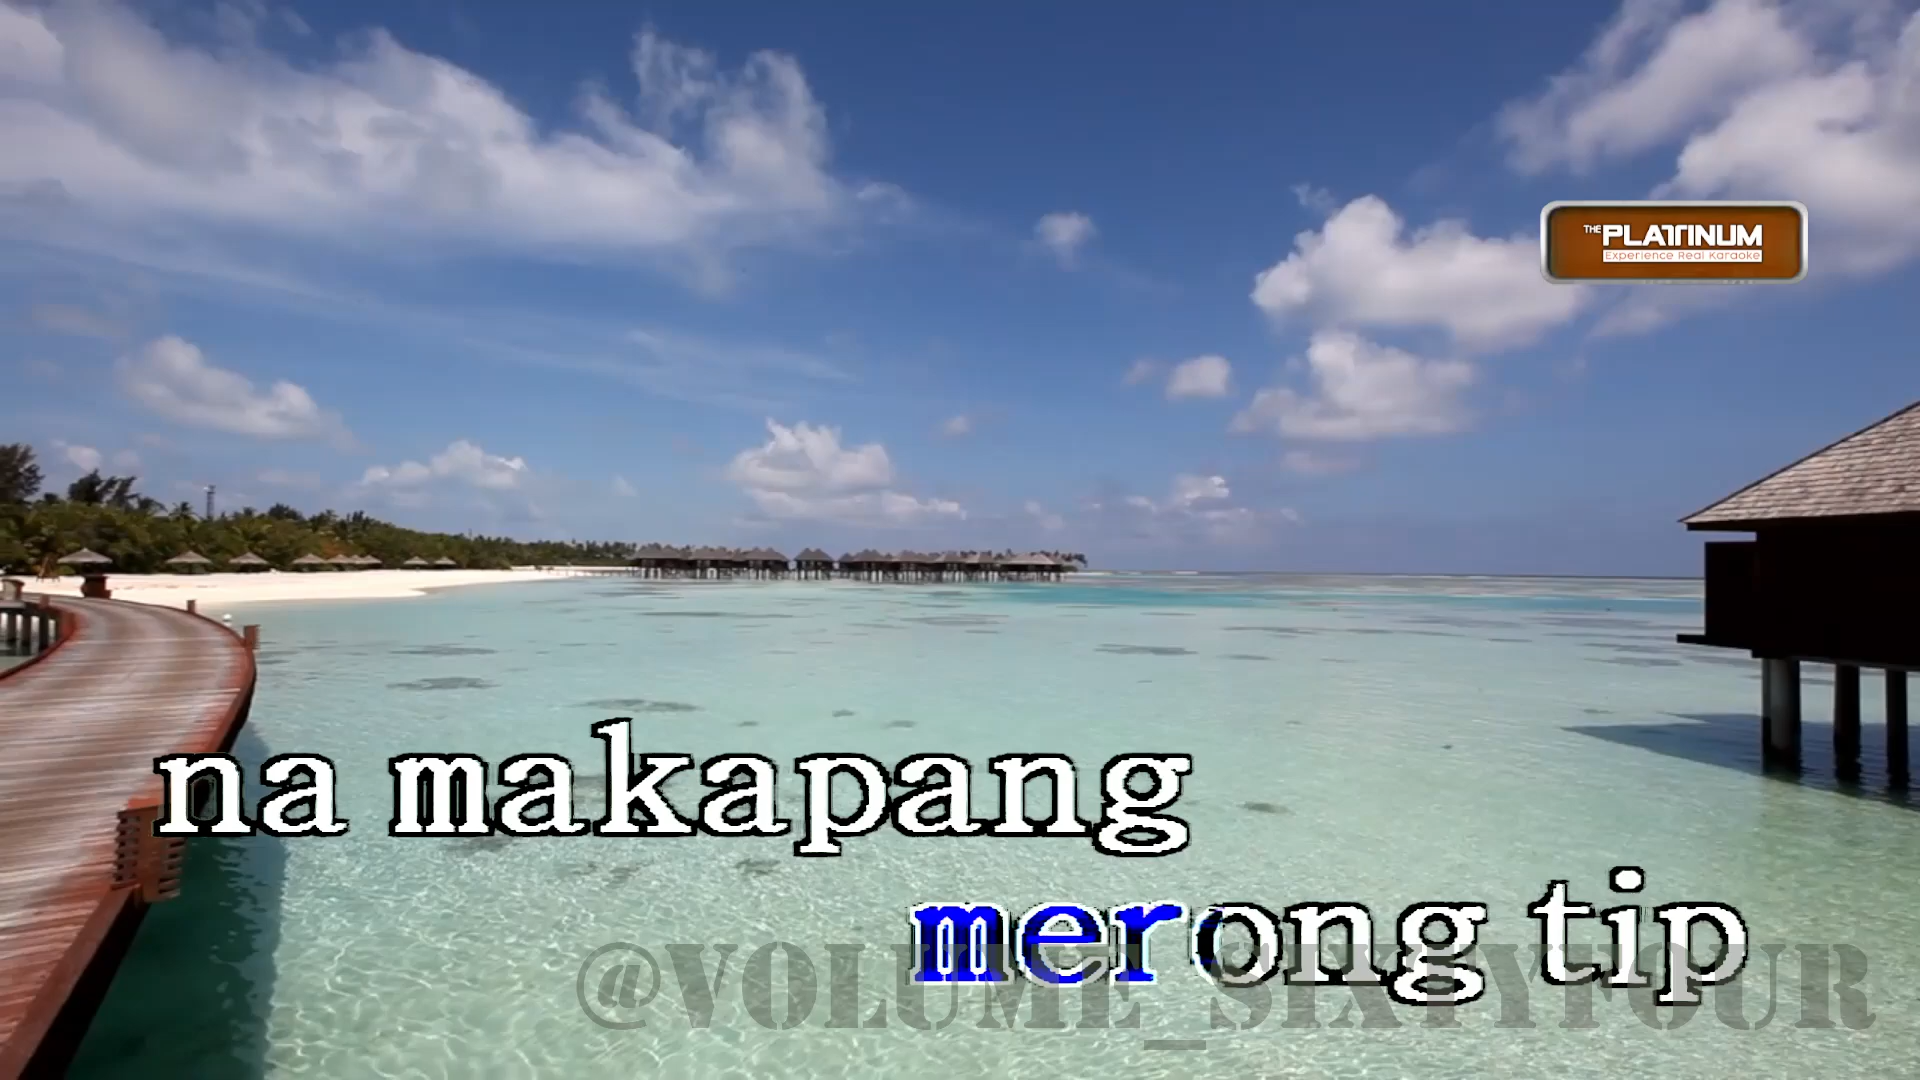 THE PLATINUM
Experience Real Karaoke
na makapang
merong tip
@VOLUME_SIXTYFOUR